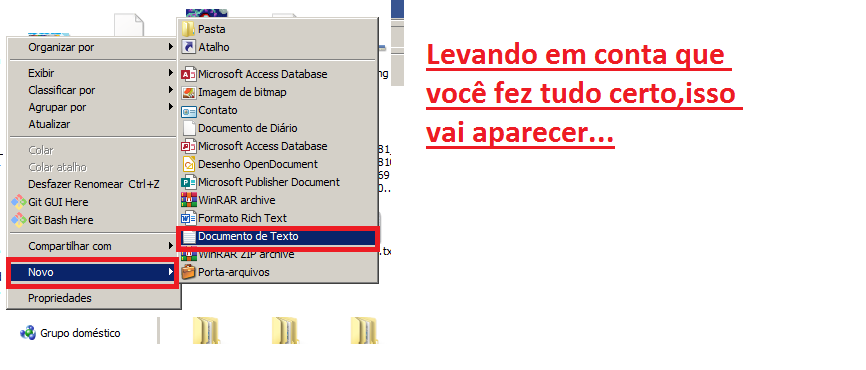 Pasta
Atalho
Microsoft Access Database
Imagem de bitmap
Contato
Documento de Diário
Microsoft Access Database
Desenho OpenDocument
Microsoft Publisher Document
WinRAR archive
Formato Rich Text
Documento de Texto
WinRAR ZIP archive
Porta-arquivos
Organizar por
Exibir
Classificar por
Agrupar por
Atualizar
Colar
Colar atalho
Desfazer Renomear Ctrl+Z
Git GUI Here
Git Bash Here
Compartilhar com
Novo
Propriedades
Grupo doméstico
Levando em conta que
você fez tudo certo,isso
vai aparecer...